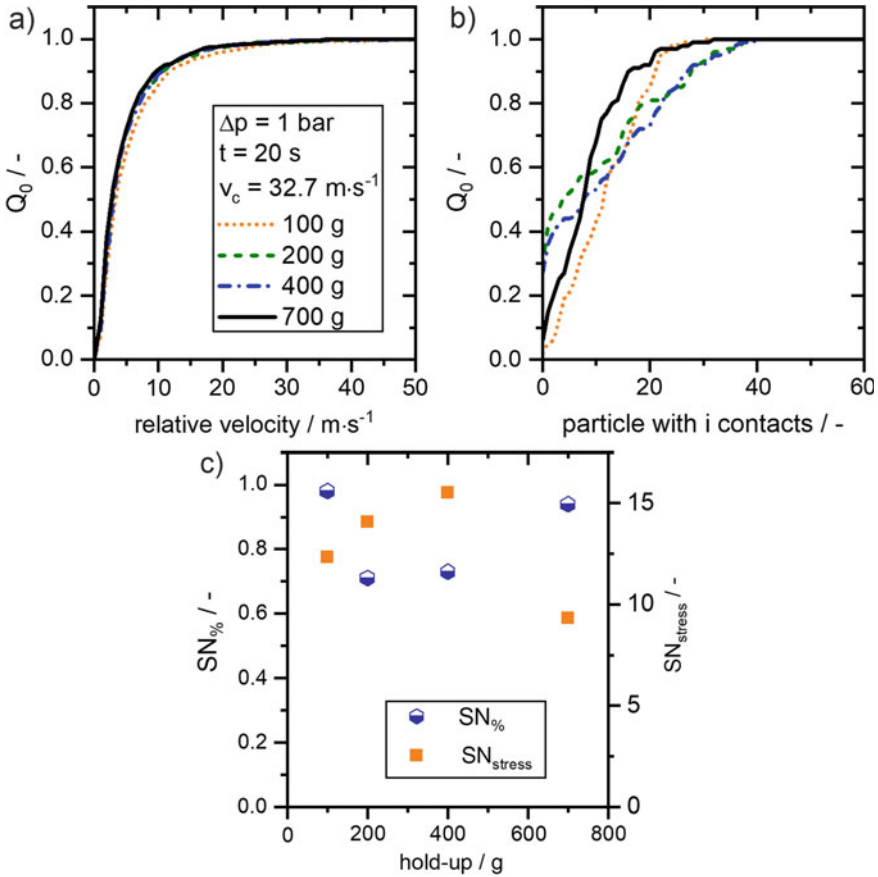 a)
1.0
0.8
0.6
0.4
0.2
0.0
Q₀ / -
Δp = 1 bar
t = 20 s
v_c = 32.7 m·s⁻¹
100 g
200 g
400 g
700 g
0 10 20 30 40 50
relative velocity / m·s⁻¹
b)
1.0
0.8
0.6
0.4
0.2
0.0
Q₀ / -
0 20 40 60
particle with i contacts / -
c)
1.0
0.8
0.6
0.4
0.2
0.0
SN% / -
15
10
5
0
SNstress / -
SN%
SNstress
0 200 400 600 800
hold-up / g